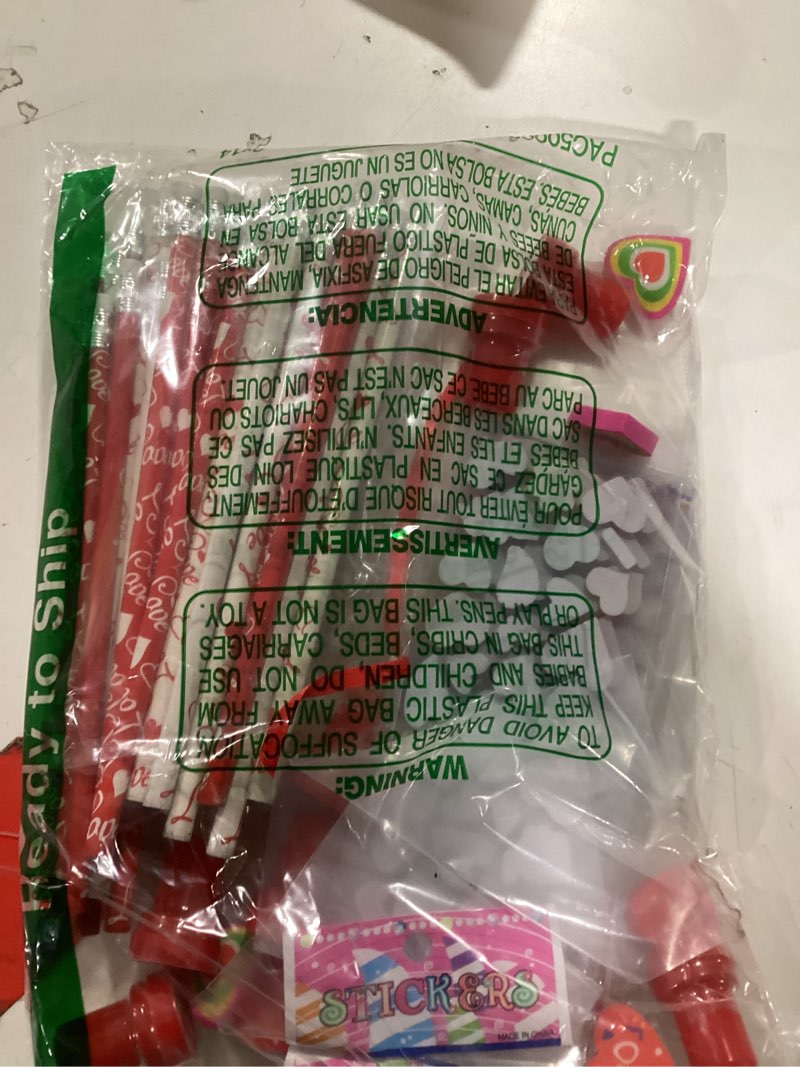 Ready to Ship
WARNING:
TO AVOID DANGER OF SUFFOCATION
KEEP THIS PLASTIC BAG AWAY FROM
BABIES AND CHILDREN, DO NOT USE
THIS BAG IN CRIBS, BEDS, CARRIAGES
OR PLAY PENS. THIS BAG IS NOT A TOY.
AVERTISSEMENT:
POUR ÉVITER TOUT RISQUE D'ETOUFFEMENT
GARDEZ CE SAC EN PLASTIQUE LOIN DES
BÉBÉS ET LES ENFANTS. N'UTILISEZ PAS CE
SAC DANS LES BERCEAUX, LITS, CHARIOTS OU
PARC AU BEBE CE SAC N'EST PAS UN JOUET.
ADVERTENCIA:
EVITAR EL PELIGRO DE ASFIXIA, MANTENGA
ESTA BOLSA DE PLASTICO FUERA DEL ALCANCE
DE BEBES Y NIÑOS, NO USAR ESTA BOLSA EN
CUNAS, CAMAS, CARRIOLAS O CORRALES PARA
BEBES. ESTA BOLSA NO ES UN JUGUETE
STICKERS
MADE IN CHINA